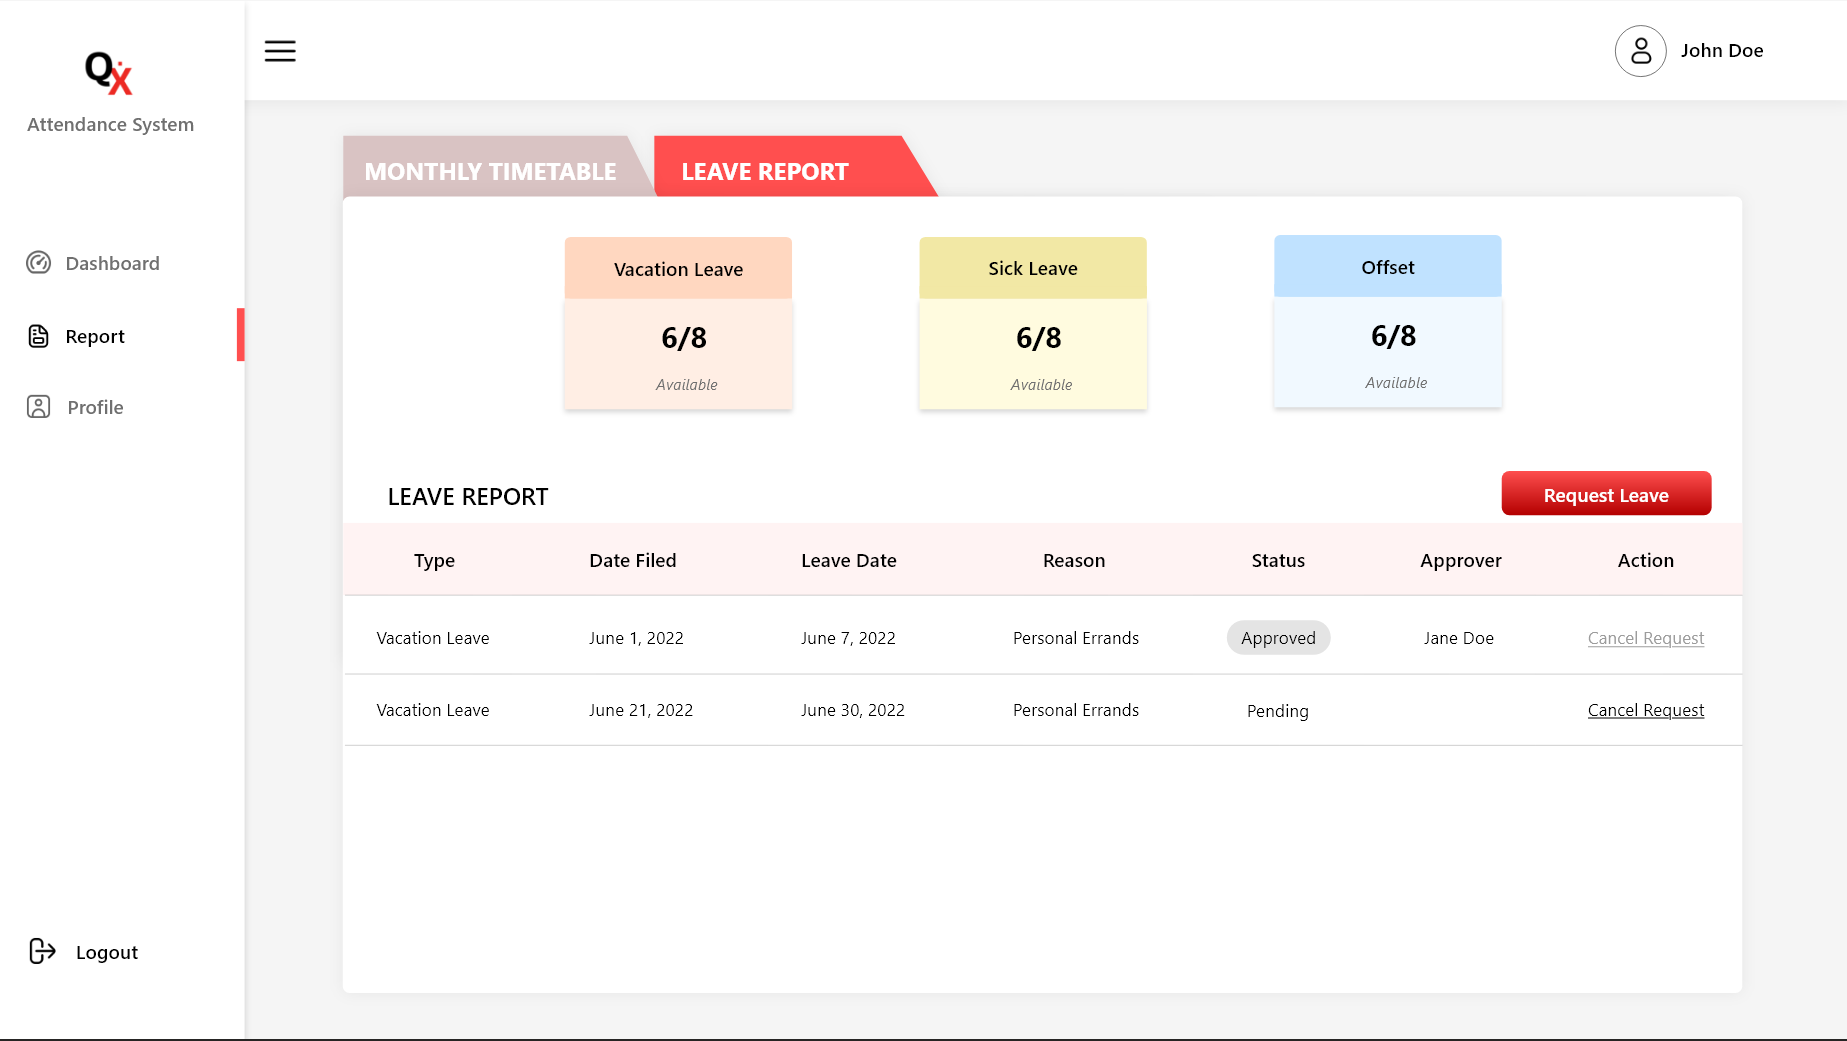 QX
Attendance System
John Doe
Dashboard
Report
Profile
Logout
MONTHLY TIMETABLE
LEAVE REPORT
Vacation Leave
6/8
Available
Sick Leave
6/8
Available
Offset
6/8
Available
LEAVE REPORT
Request Leave
Type Date Filed Leave Date Reason Status Approver Action
Vacation Leave June 1, 2022 June 7, 2022 Personal Errands Approved Jane Doe Cancel Request
Vacation Leave June 21, 2022 June 30, 2022 Personal Errands Pending Cancel Request